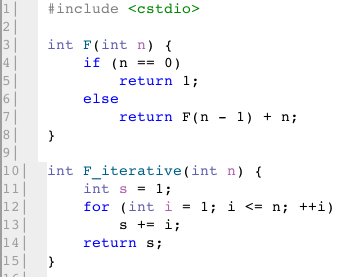 1| #include <cstdio>
2|
3| int F(int n) {
4|     if (n == 0)
5|         return 1;
6|     else
7|         return F(n - 1) + n;
8| }
9|
10| int F_iterative(int n) {
11|     int s = 1;
12|     for (int i = 1; i <= n; ++i)
13|         s += i;
14|     return s;
15| }